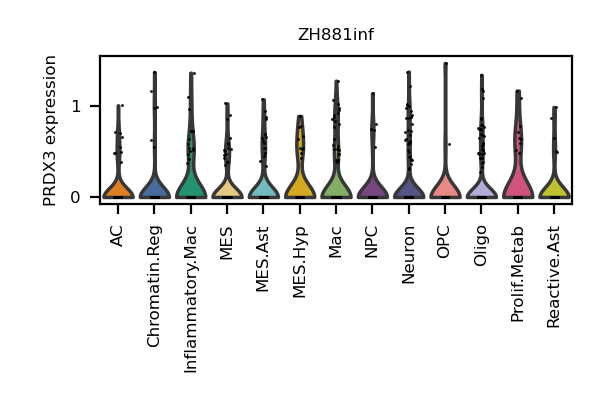 ZH881inf
PRDX3 expression
1
0
AC
Chromatin.Reg
Inflammatory.Mac
MES
MES.Ast
MES.Hyp
Mac
NPC
Neuron
OPC
Oligo
Prolif.Metab
Reactive.Ast